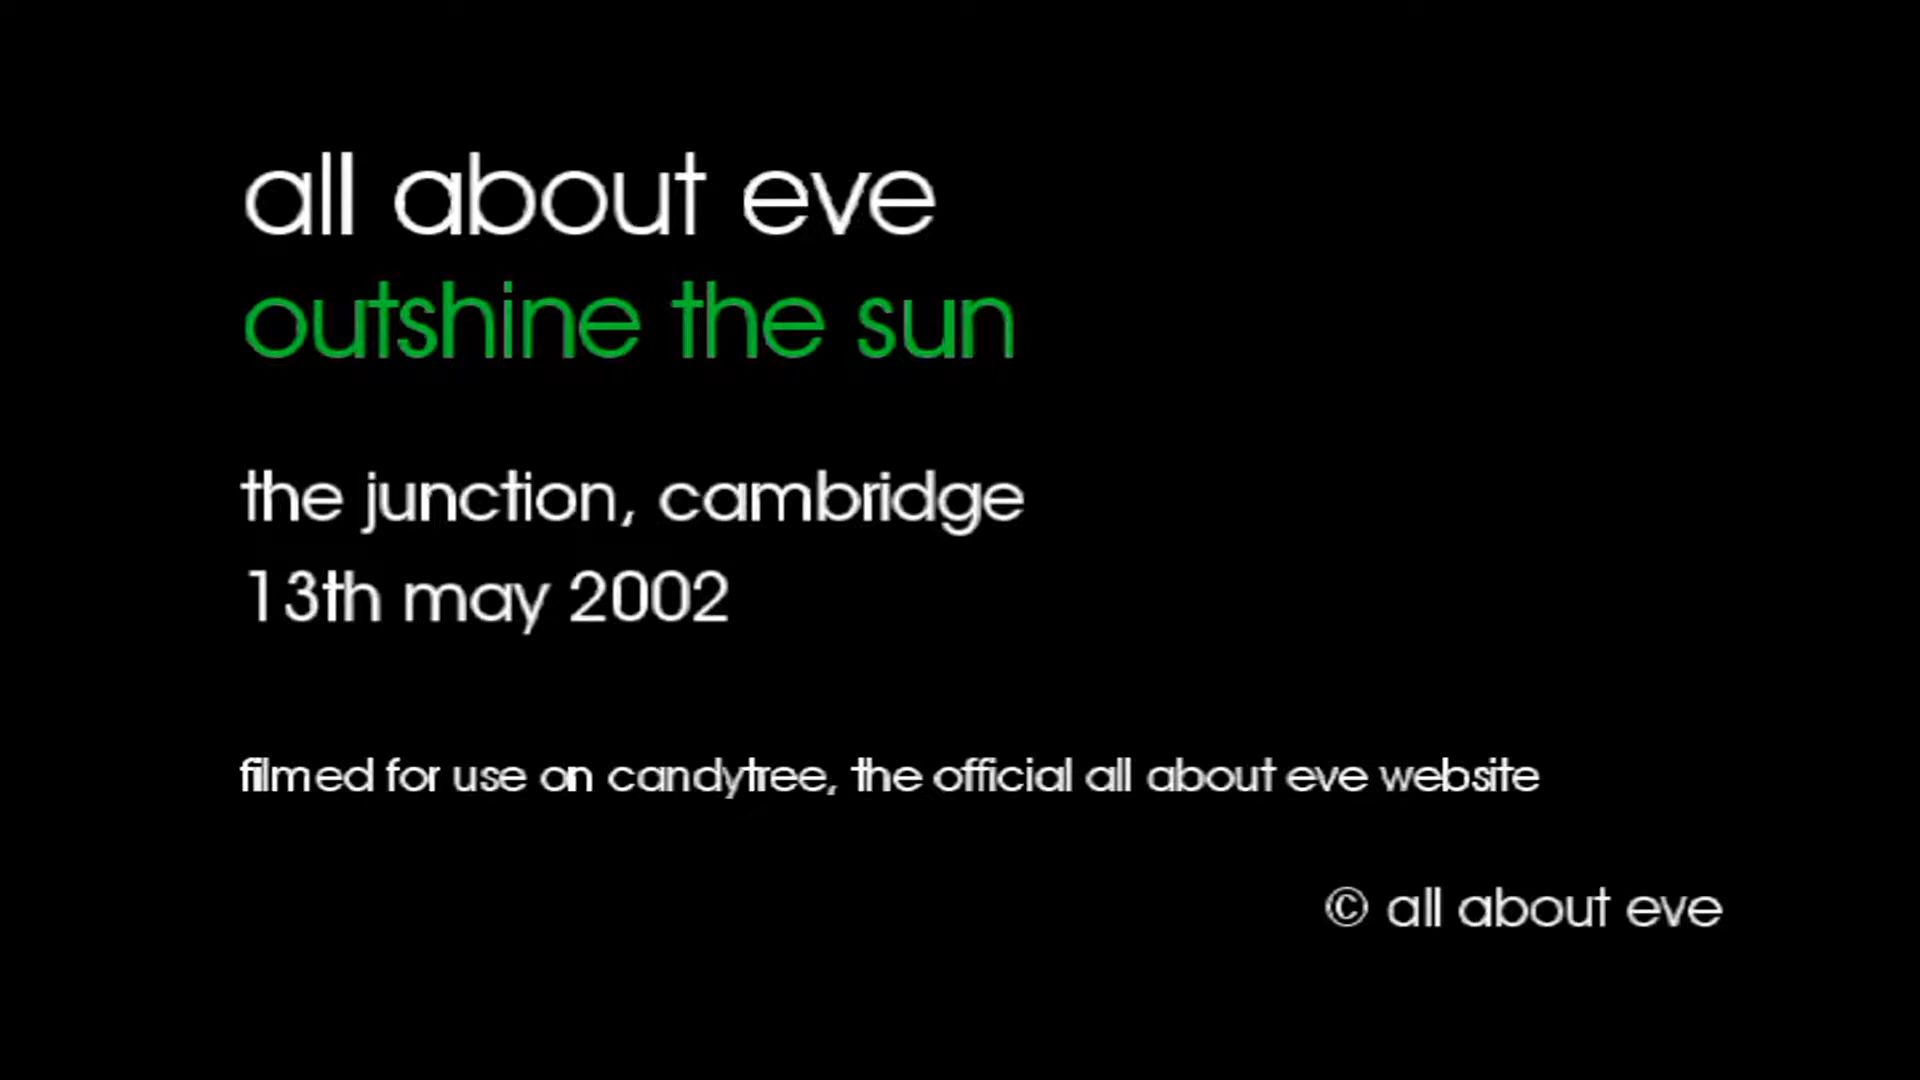 all about eve
outshine the sun
the junction, cambridge
13th may 2002
filmed for use on candytree, the official all about eve website
© all about eve